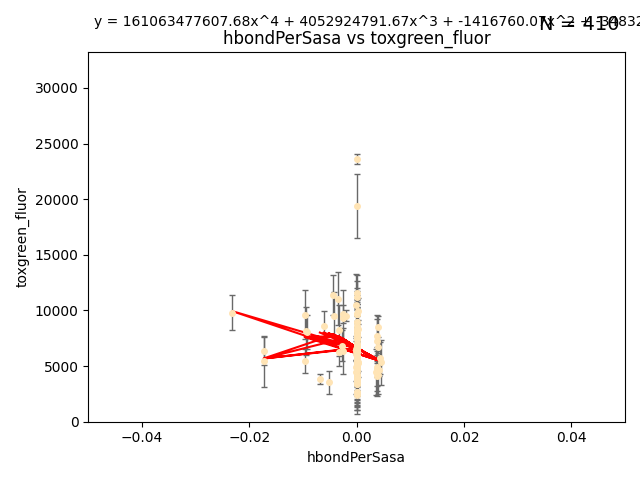 y = 161063477607.68x^4 + 4052924791.67x^3 + -1416760.07x^2 +
N = 410
hbondPerSasa vs toxgreen_fluor
30000
25000
20000
15000
10000
5000
0
toxgreen_fluor
-0.04
-0.02
0.00
0.02
0.04
hbondPerSasa